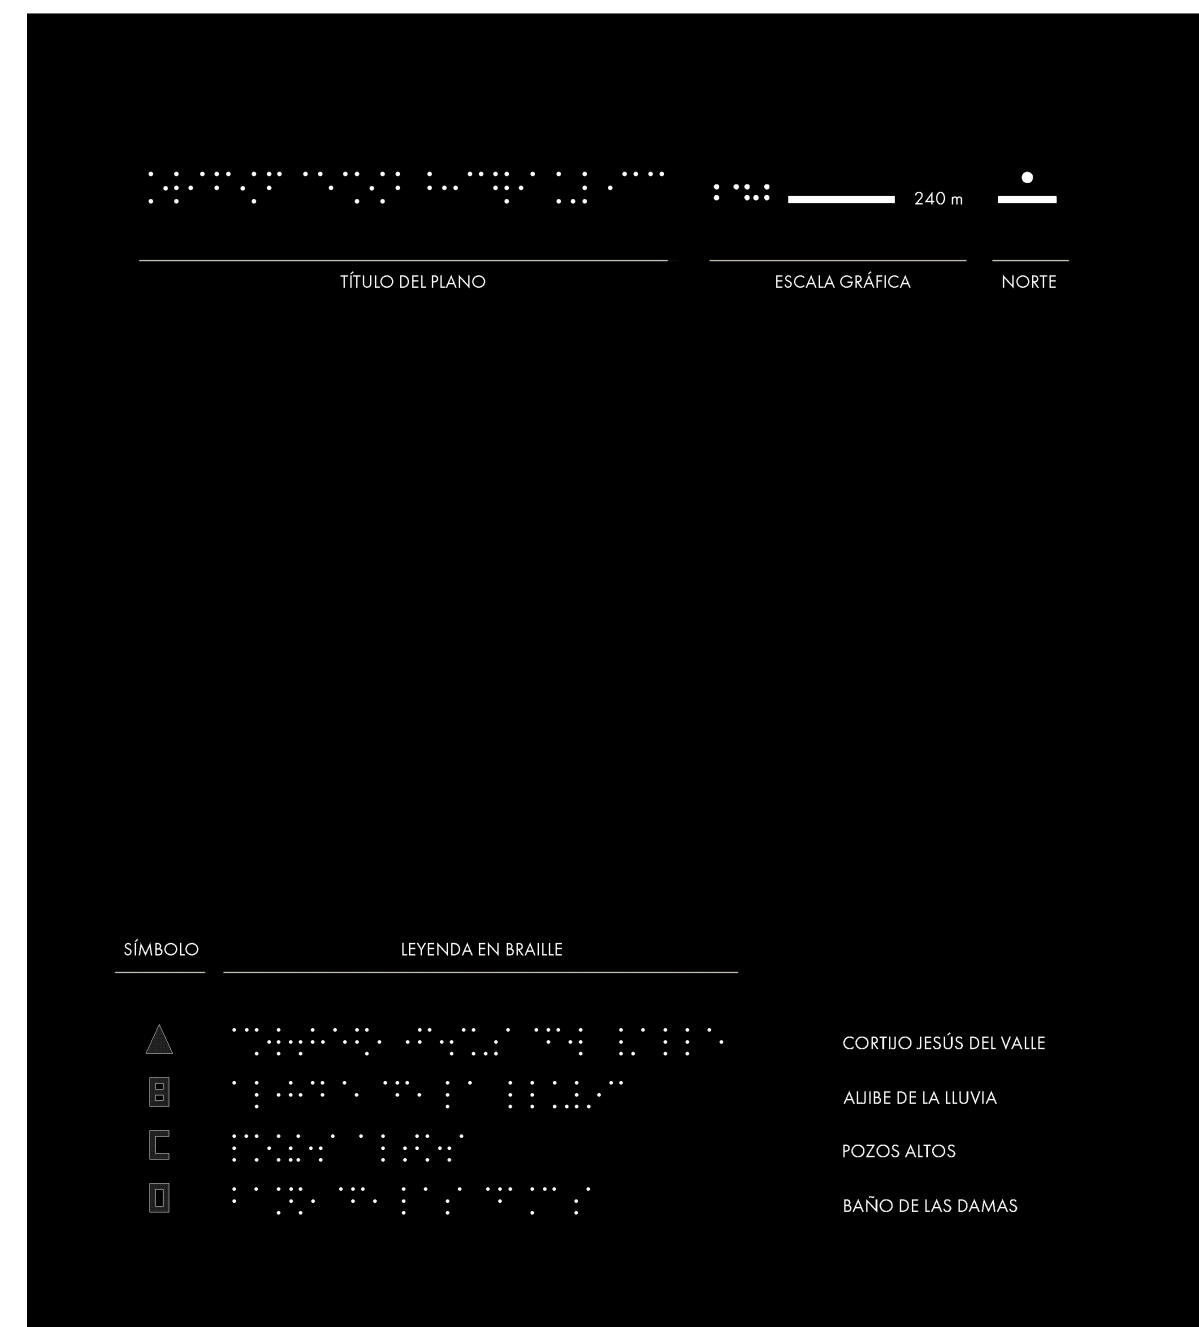 240 m
TÍTULO DEL PLANO ESCALA GRÁFICA NORTE
SÍMBOLO LEYENDA EN BRAILLE
CORTIJO JESÚS DEL VALLE
ALJIBE DE LA LLUVIA
POZOS ALTOS
BAÑO DE LAS DAMAS